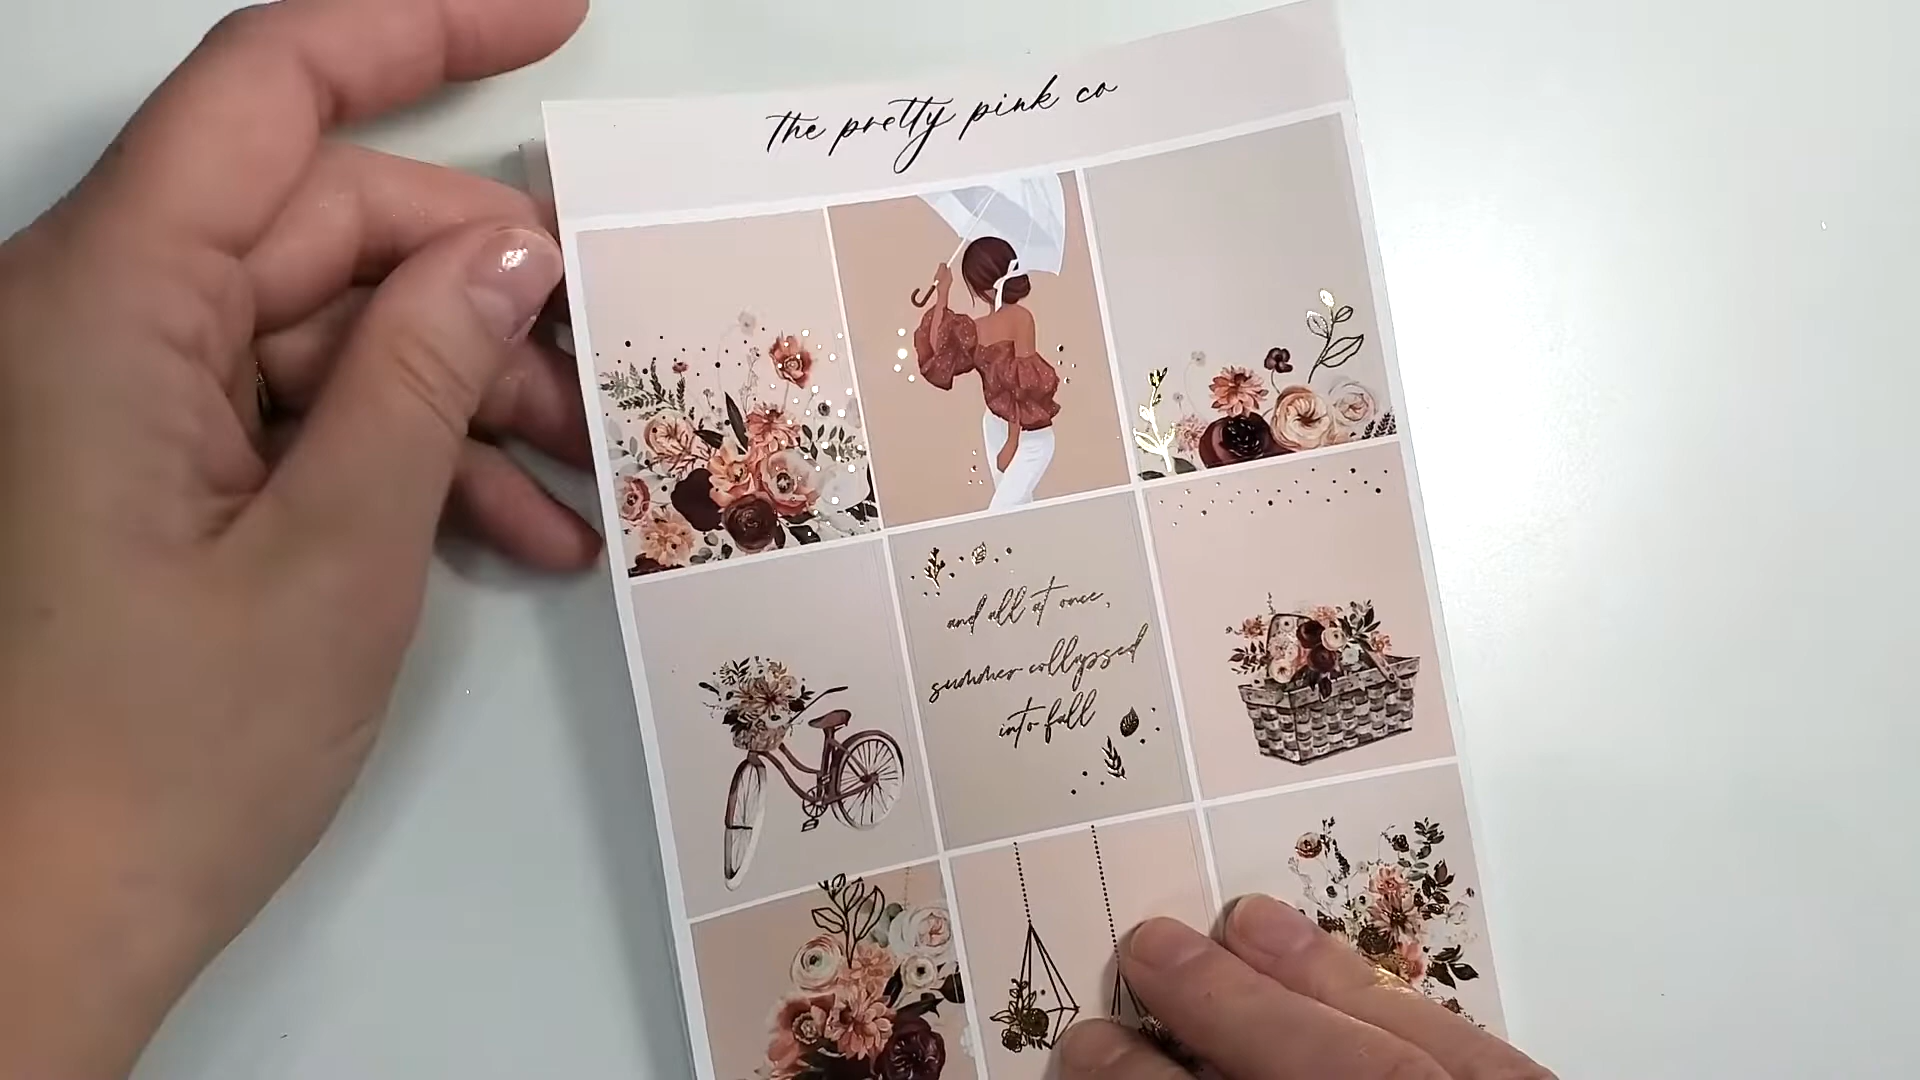 the pretty pink co
and all at once,
summer collapsed
into fall